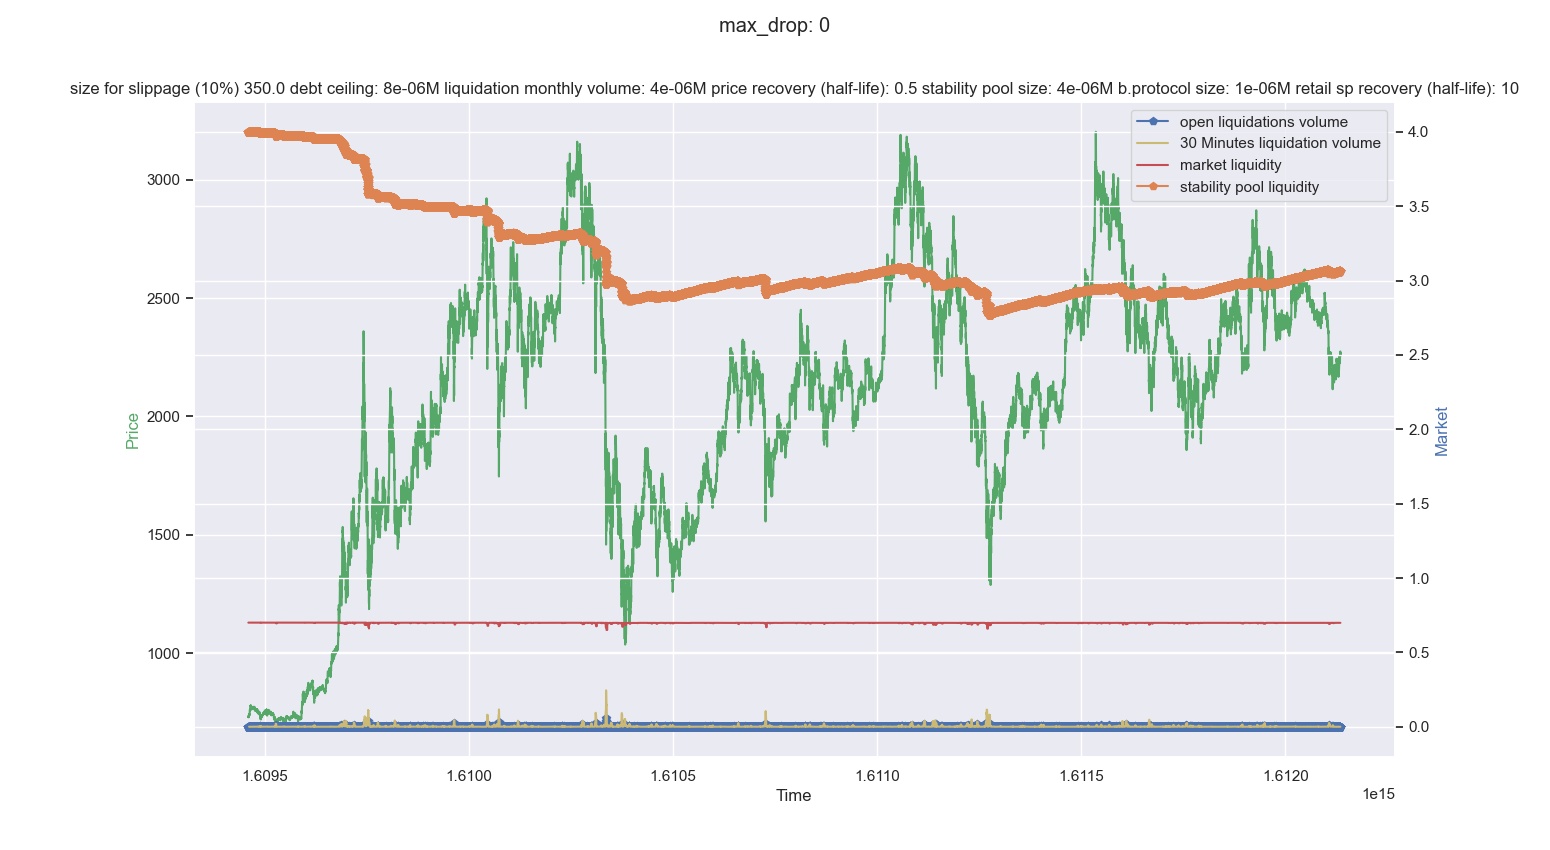 max_drop: 0
size for slippage (10%) 350.0 debt ceiling: 8e-06M liquidation monthly volume: 4e-06M price recovery (half-life): 0.5 stability pool size: 4e-06M b.protocol size: 1e-06M retail sp recovery (half-life): 10
open liquidations volume
30 Minutes liquidation volume
market liquidity
stability pool liquidity
3000
2500
2000
1500
1000
Price
4.0
3.5
3.0
2.5
2.0
1.5
1.0
0.5
0.0
Market
1.6095 1.6100 1.6105 1.6110 1.6115 1.6120
1e15
Time